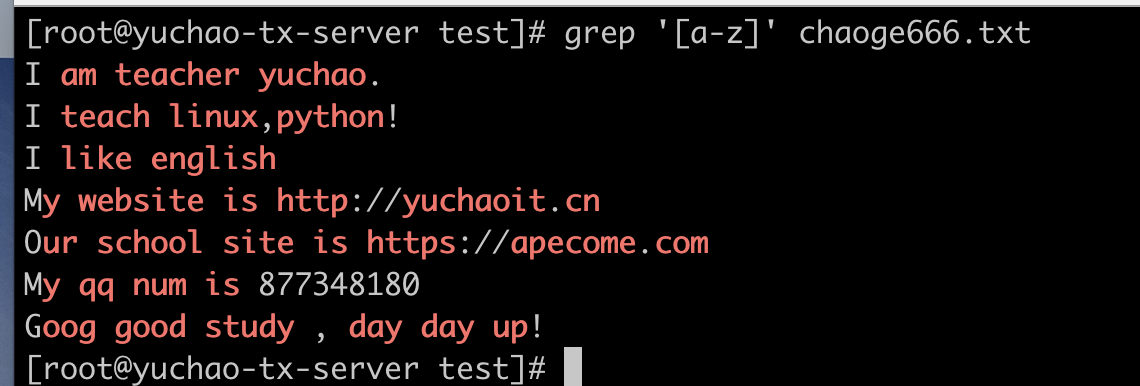 [root@yuchao-tx-server test]# grep '[a-z]' chaoge666.txt
I am teacher yuchao.
I teach linux,python!
I like english
My website is http://yuchaoit.cn
Our school site is https://apecome.com
My qq num is 877348180
Goog good study , day day up!
[root@yuchao-tx-server test]#